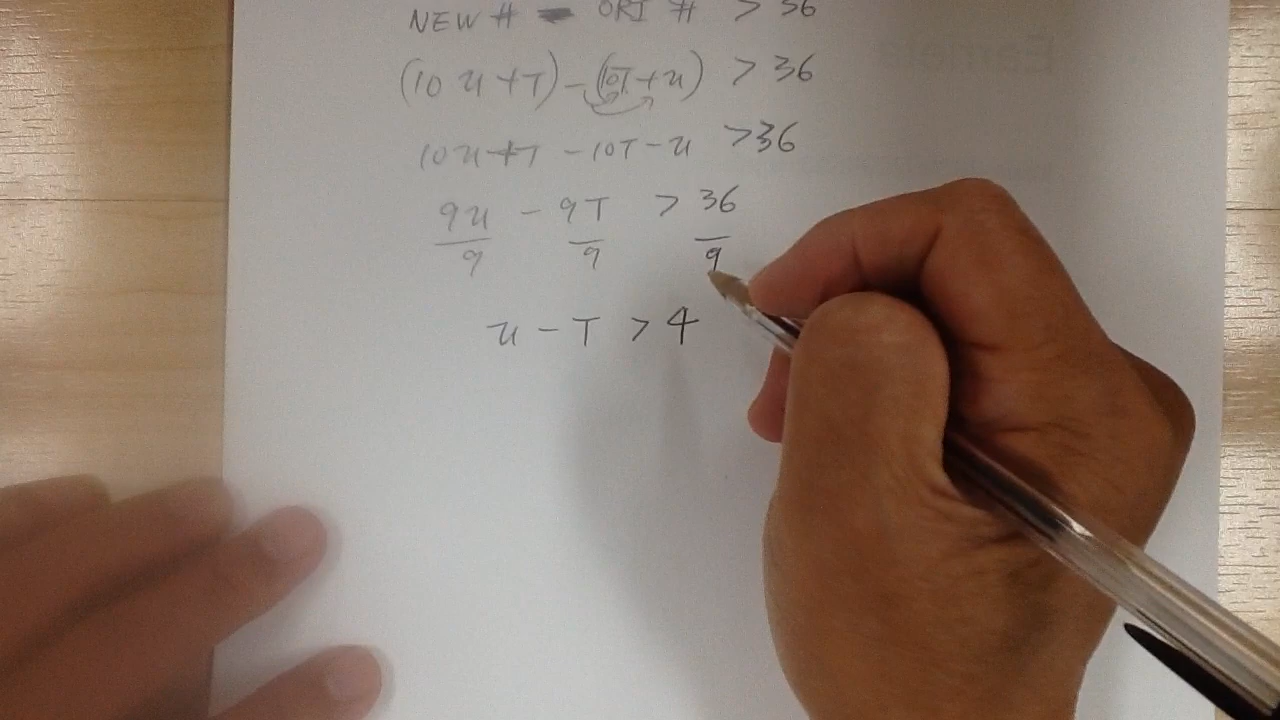 NEW # - ORI # > 36
(10U+T) - (10T+U) > 36
10U+T - 10T - U > 36
9U - 9T > 36
9 9 9
U - T > 4